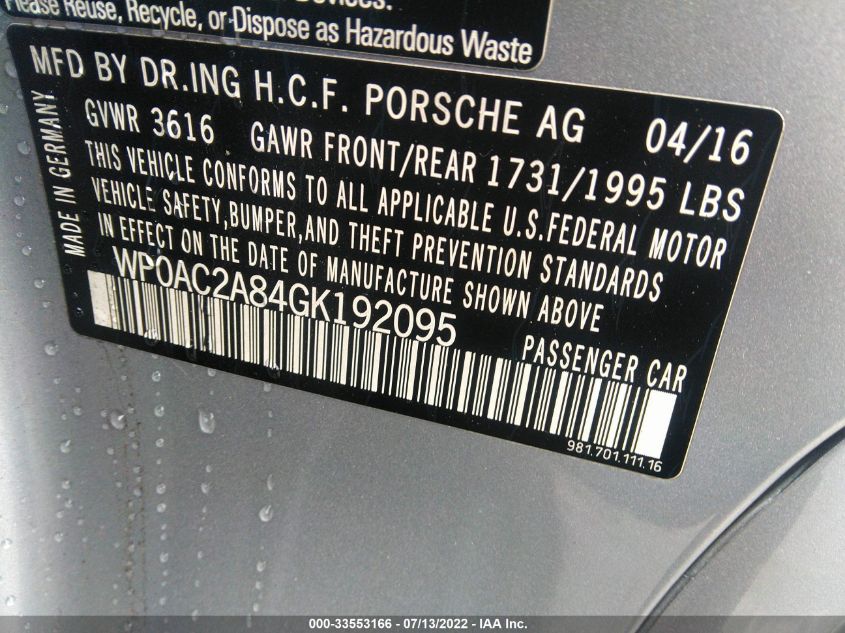 Devices.
Please Reuse, Recycle, or Dispose as Hazardous Waste
MFD BY DR.ING H.C.F. PORSCHE AG 04/16
GVWR 3616 GAWR FRONT/REAR 1731/1995 LBS
THIS VEHICLE CONFORMS TO ALL APPLICABLE U.S.FEDERAL MOTOR
VEHICLE SAFETY,BUMPER,AND THEFT PREVENTION STANDARDS
IN EFFECT ON THE DATE OF MANUFACTURE SHOWN ABOVE
MADE IN GERMANY
WP0AC2A84GK192095
PASSENGER CAR
981.701.111.16
000-33553166 - 07/13/2022 - IAA Inc.